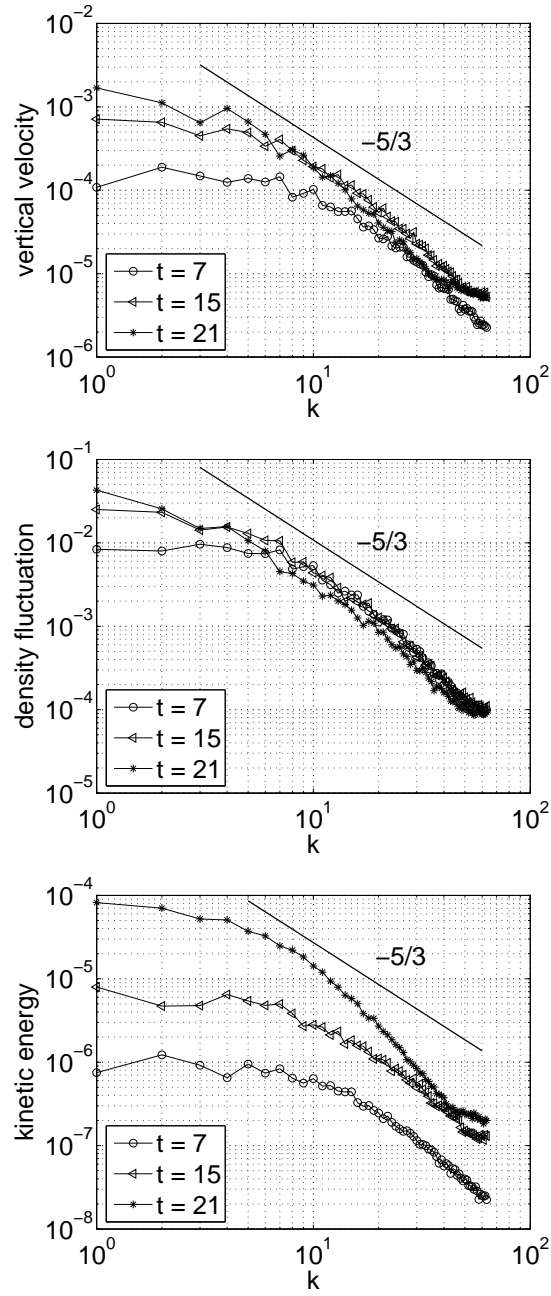 10^−2
10^−3
10^−4
10^−5
10^−6
vertical velocity
−5/3
t = 7
t = 15
t = 21
10^0
10^1
10^2
k
10^−1
10^−2
10^−3
10^−4
10^−5
density fluctuation
−5/3
t = 7
t = 15
t = 21
10^0
10^1
10^2
k
10^−4
10^−5
10^−6
10^−7
10^−8
kinetic energy
−5/3
t = 7
t = 15
t = 21
10^0
10^1
10^2
k